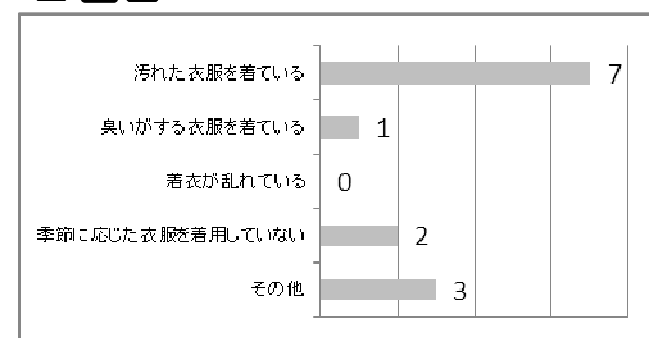 汚れた衣服を着ている 7
臭いがする衣服を着ている 1
着衣が乱れている 0
季節に応じた衣服を着用していない 2
その他 3